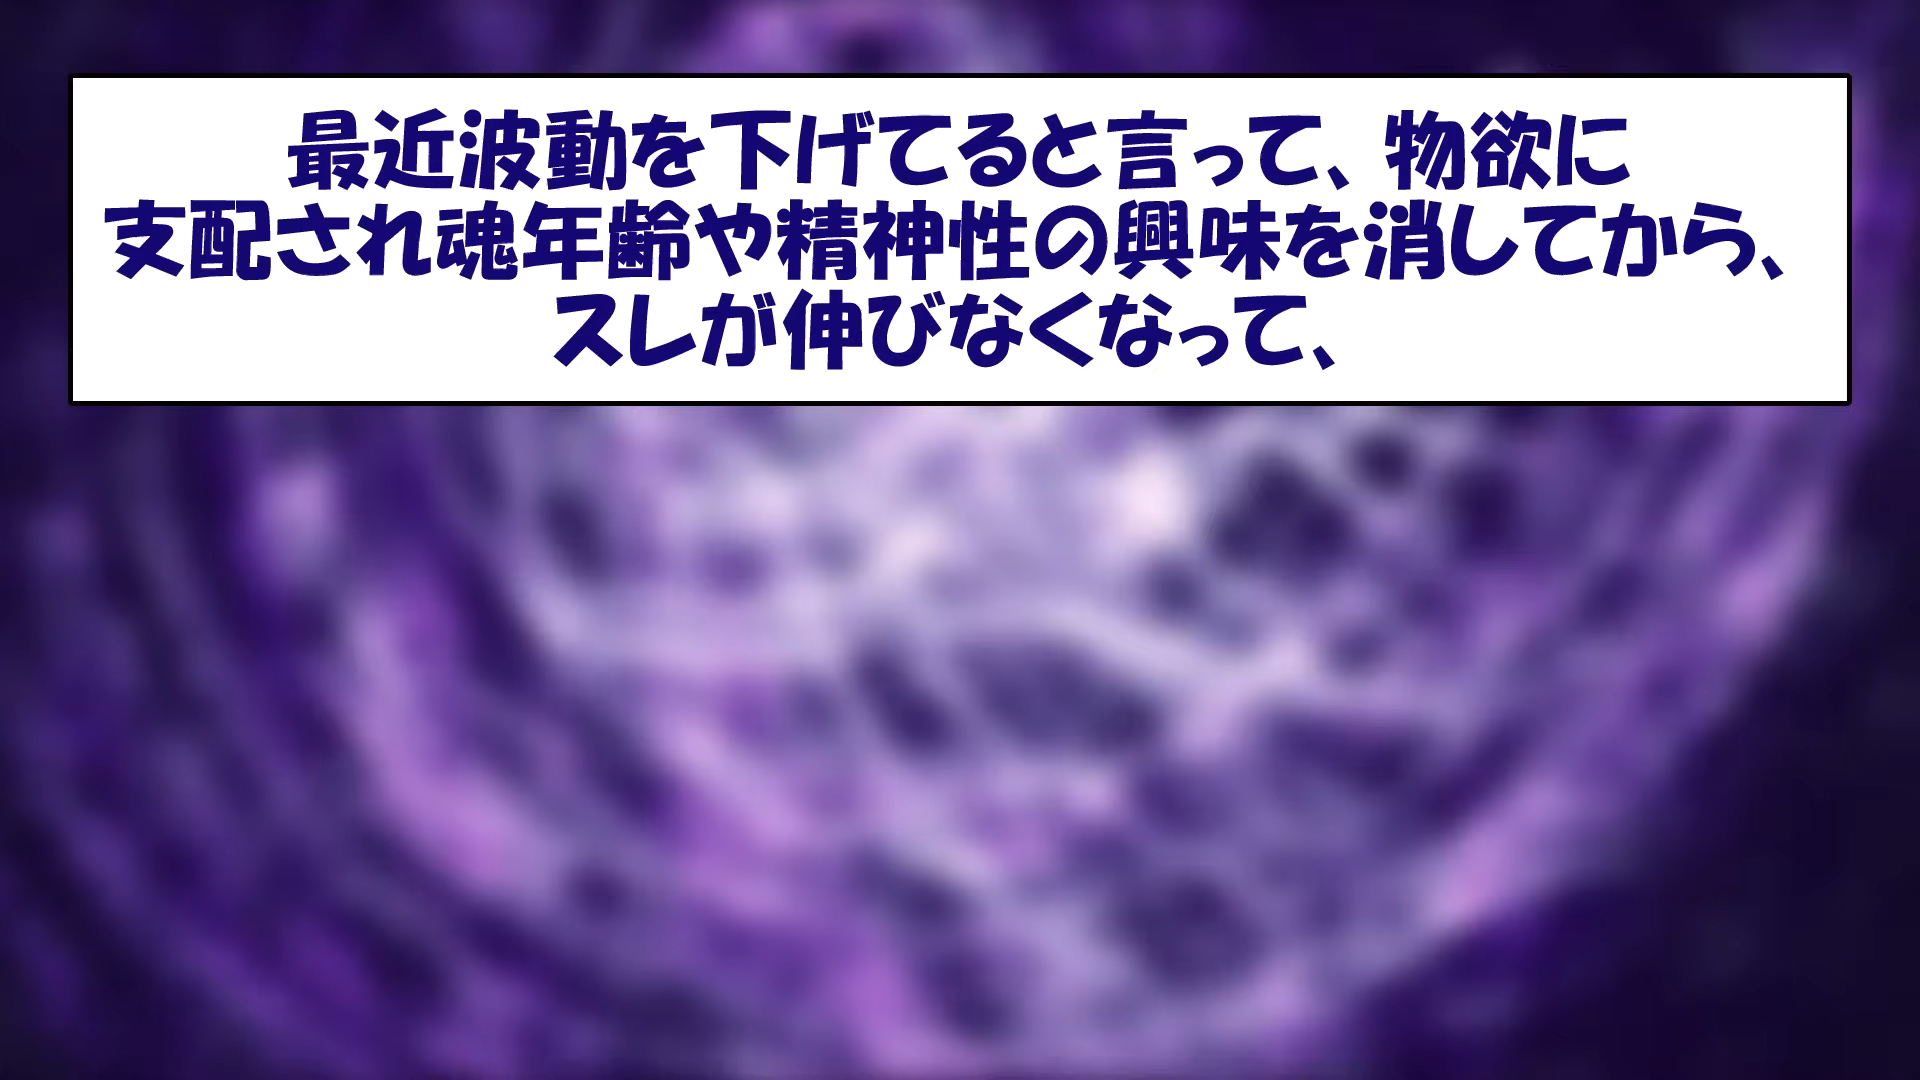 最近波動を下げてると言って、物欲に
支配され魂年齢や精神性の興味を消してから、
スレが伸びなくなって、